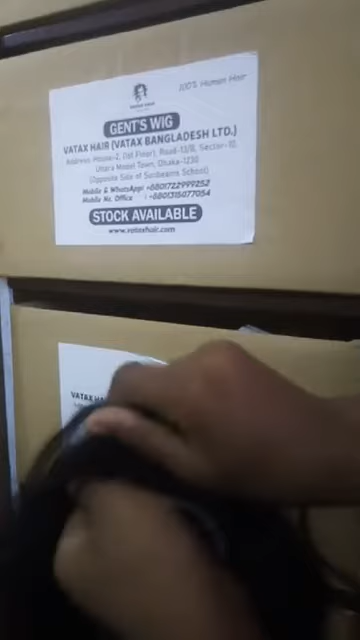 100% Human Hair
GENT'S WIG
VATAX HAIR (VATAX BANGLADESH LTD.)
Address: House-2, (1st Floor), Road-13/B, Sector-10,
Uttara Model Town, Dhaka-1230
(Opposite Side of Sunbeams School)
Mobile & WhatsApp: +8801722999252
Mobile No. Office : +8801315077054
STOCK AVAILABLE
www.vataxhair.com
VATAX